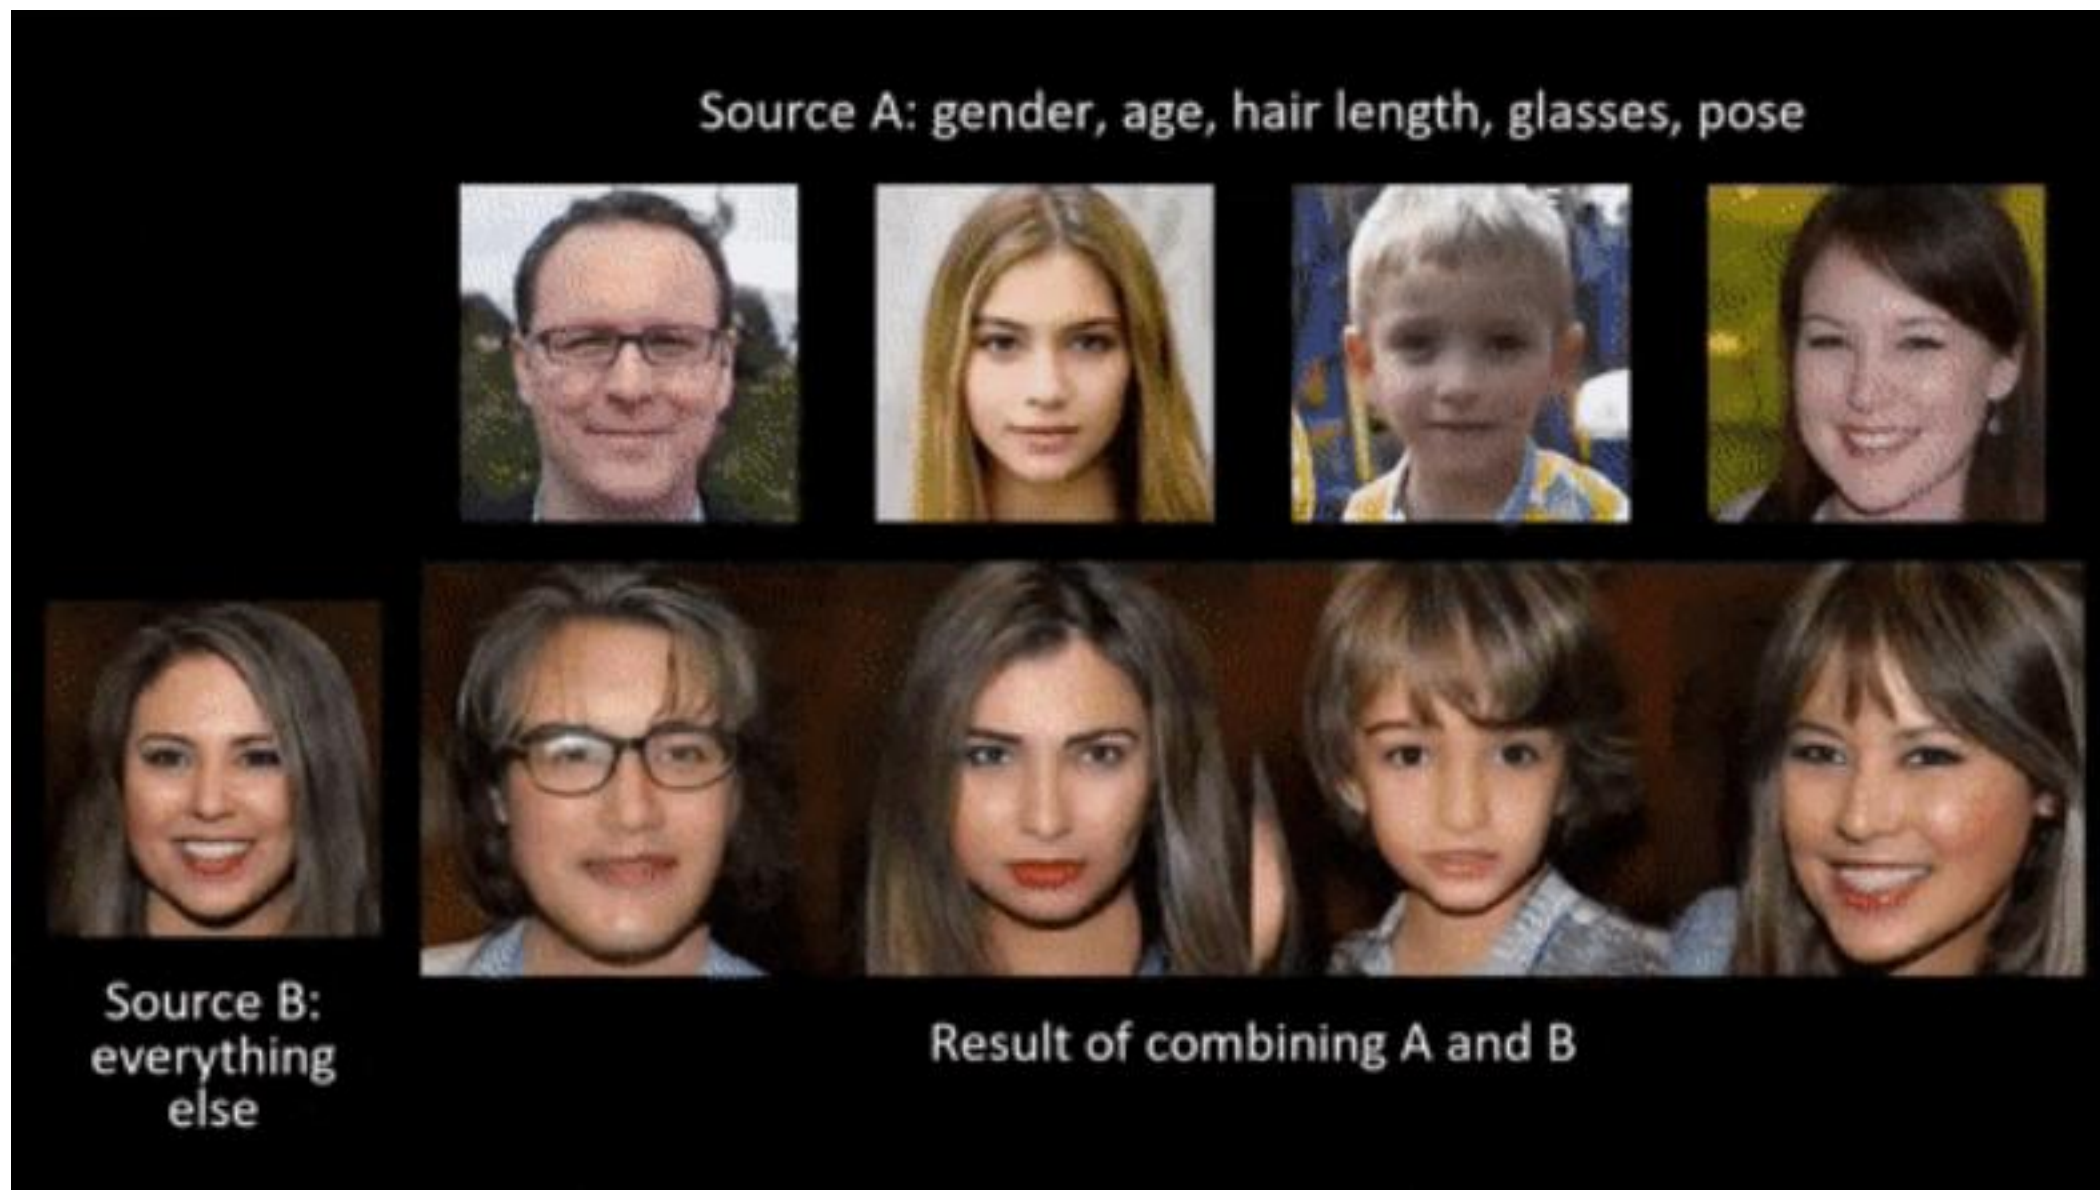 Source A: gender, age, hair length, glasses, pose
Source B:
everything
else
Result of combining A and B